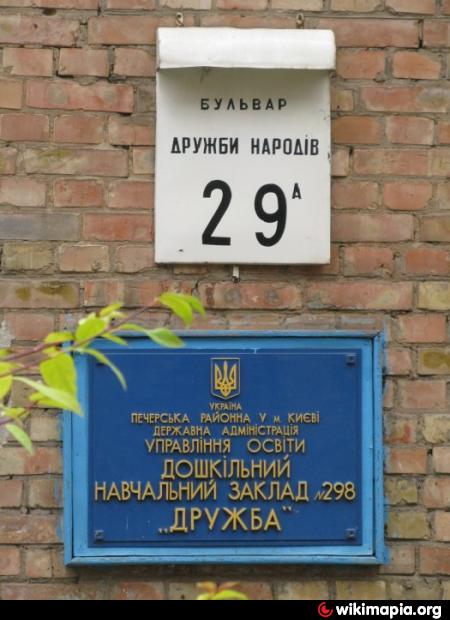 БУЛЬВАР
ДРУЖБИ НАРОДІВ
29А
УКРАЇНА
ПЕЧЕРСЬКА РАЙОННА У М. КИЄВІ
ДЕРЖАВНА АДМІНІСТРАЦІЯ
УПРАВЛІННЯ ОСВІТИ
ДОШКІЛЬНИЙ
НАВЧАЛЬНИЙ ЗАКЛАД №298
„ДРУЖБА"
wikimapia.org